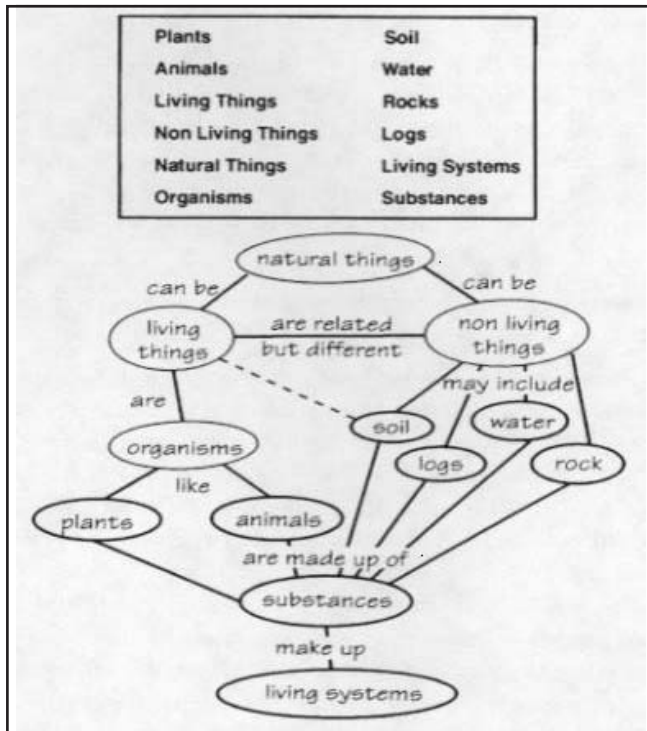 Plants Soil
Animals Water
Living Things Rocks
Non Living Things Logs
Natural Things Living Systems
Organisms Substances
natural things
can be can be
living things
are related but different
non living things
may include
are
soil
water
organisms
logs
rock
like
plants
animals
are made up of
substances
make up
living systems